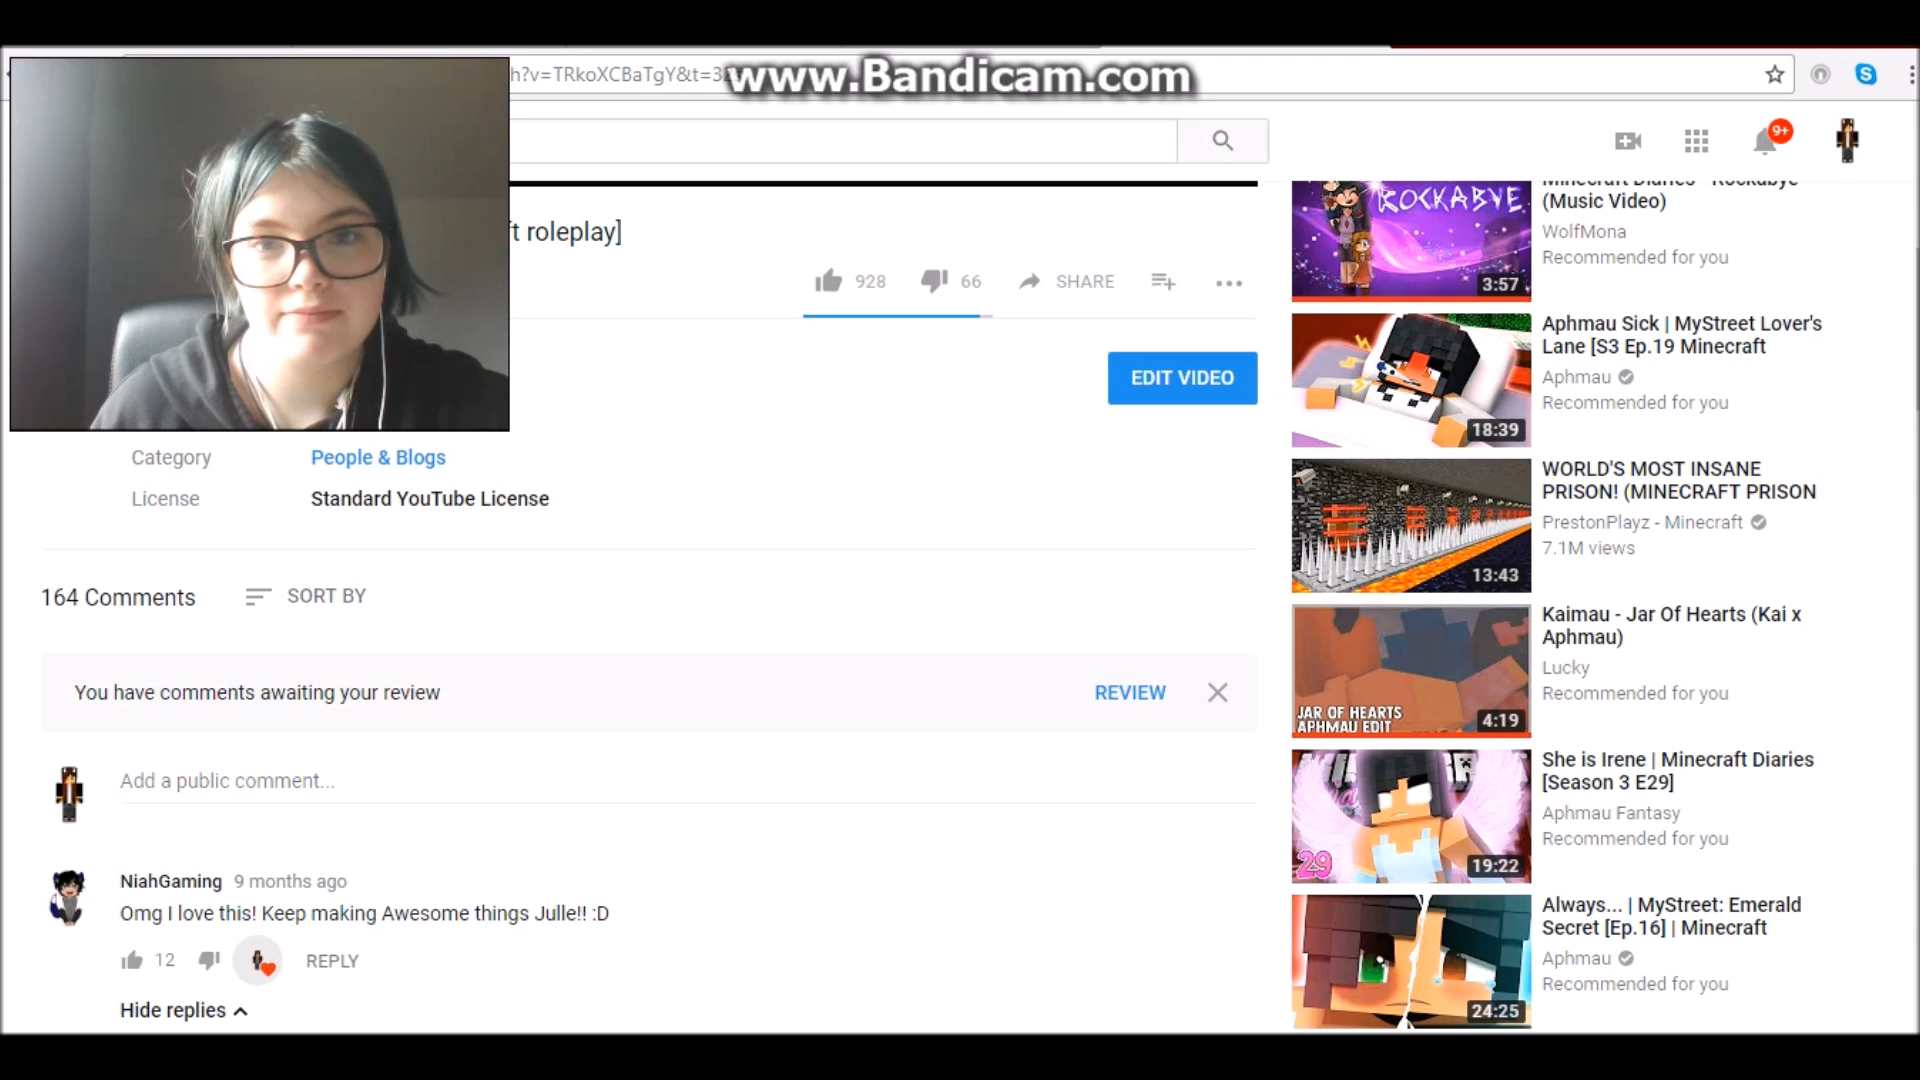 h?v=TRkoXCBaTgY&t=3
www.Bandicam.com
9+
ft roleplay]
928
66
SHARE
EDIT VIDEO
Category
People & Blogs
License
Standard YouTube License
164 Comments
SORT BY
You have comments awaiting your review
REVIEW
Add a public comment...
NiahGaming 9 months ago
Omg I love this! Keep making Awesome things Julle!! :D
12
REPLY
Hide replies
ROCKABYE
3:57
Minecraft Diaries - Rockabye
(Music Video)
WolfMona
Recommended for you
18:39
Aphmau Sick | MyStreet Lover's
Lane [S3 Ep.19 Minecraft
Aphmau
Recommended for you
13:43
WORLD'S MOST INSANE
PRISON! (MINECRAFT PRISON
PrestonPlayz - Minecraft
7.1M views
JAR OF HEARTS
APHMAU EDIT
4:19
Kaimau - Jar Of Hearts (Kai x
Aphmau)
Lucky
Recommended for you
29
19:22
She is Irene | Minecraft Diaries
[Season 3 E29]
Aphmau Fantasy
Recommended for you
24:25
Always... | MyStreet: Emerald
Secret [Ep.16] | Minecraft
Aphmau
Recommended for you